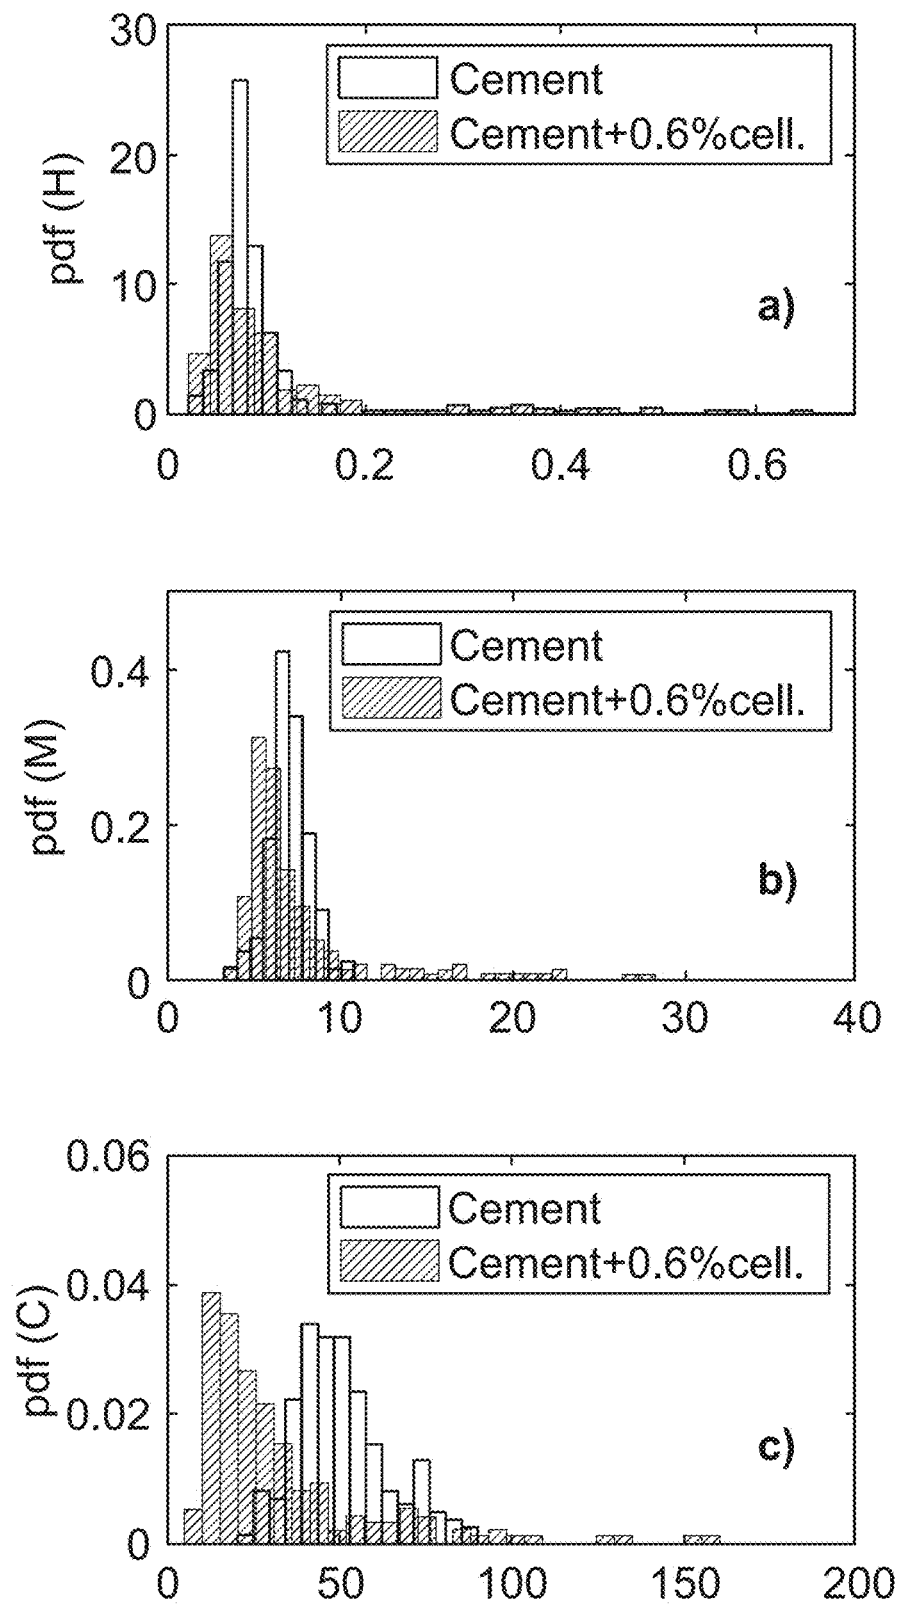 30
20
10
0
pdf (H)
Cement
Cement+0.6%cell.
a)
0 0.2 0.4 0.6
0.4
0.2
0
pdf (M)
Cement
Cement+0.6%cell.
b)
0 10 20 30 40
0.06
0.04
0.02
0
pdf (C)
Cement
Cement+0.6%cell.
c)
0 50 100 150 200